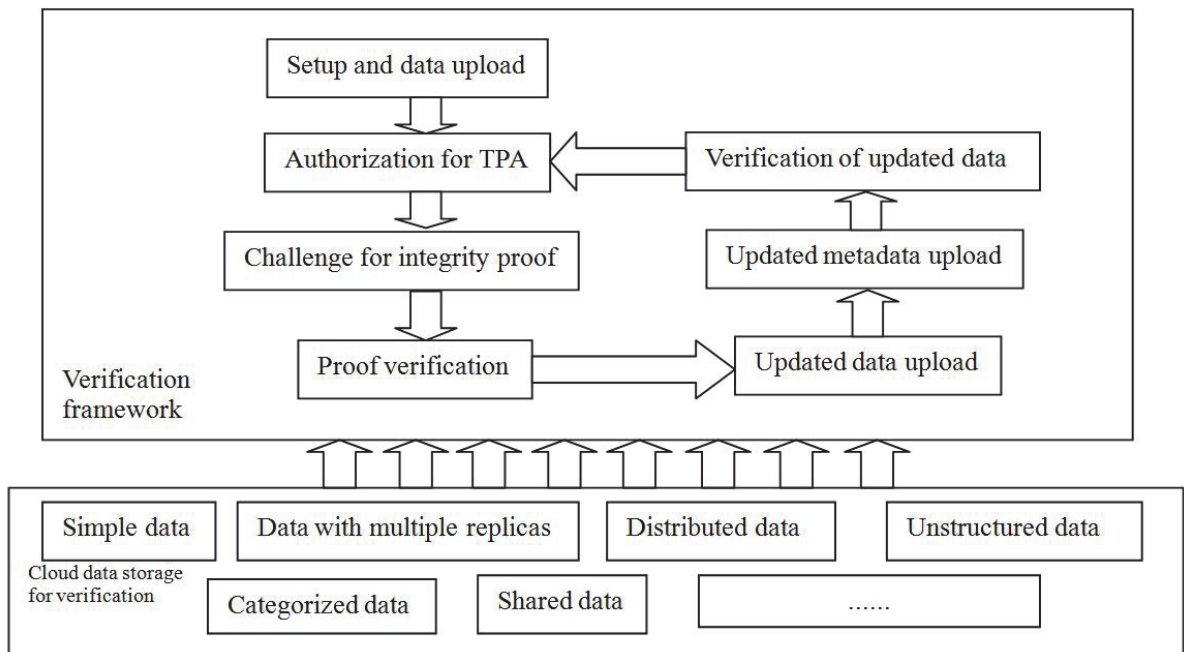 Setup and data upload
Authorization for TPA
Verification of updated data
Challenge for integrity proof
Updated metadata upload
Proof verification
Updated data upload
Verification
framework
Simple data
Data with multiple replicas
Distributed data
Unstructured data
Cloud data storage
for verification
Categorized data
Shared data
......